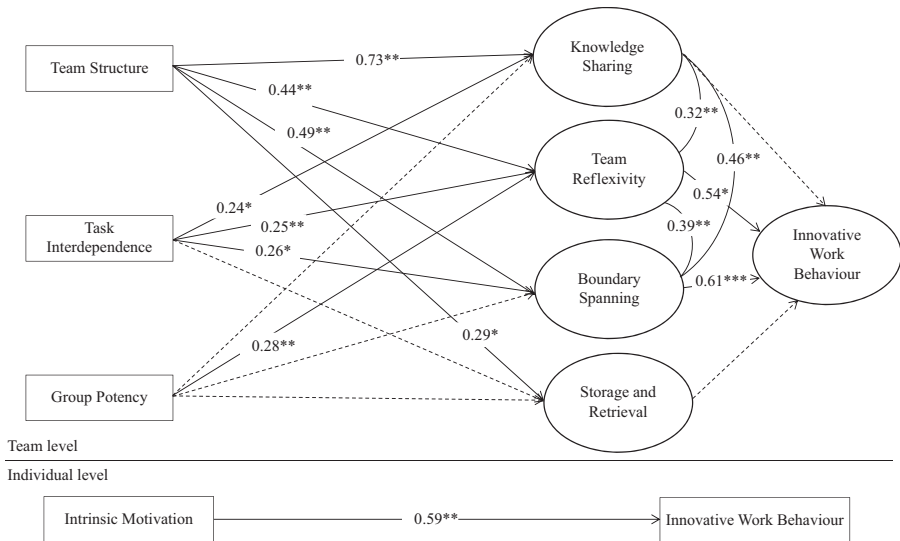 Team Structure
Knowledge
Sharing
0.73**
0.44**
0.49**
0.32**
Team
Reflexivity
0.46**
0.54*
0.24*
0.25**
0.26*
0.39**
Task
Interdependence
Innovative
Work
Behaviour
Boundary
Spanning
0.61***
0.28**
0.29*
Group Potency
Storage and
Retrieval
Team level
Individual level
Intrinsic Motivation
0.59**
Innovative Work Behaviour